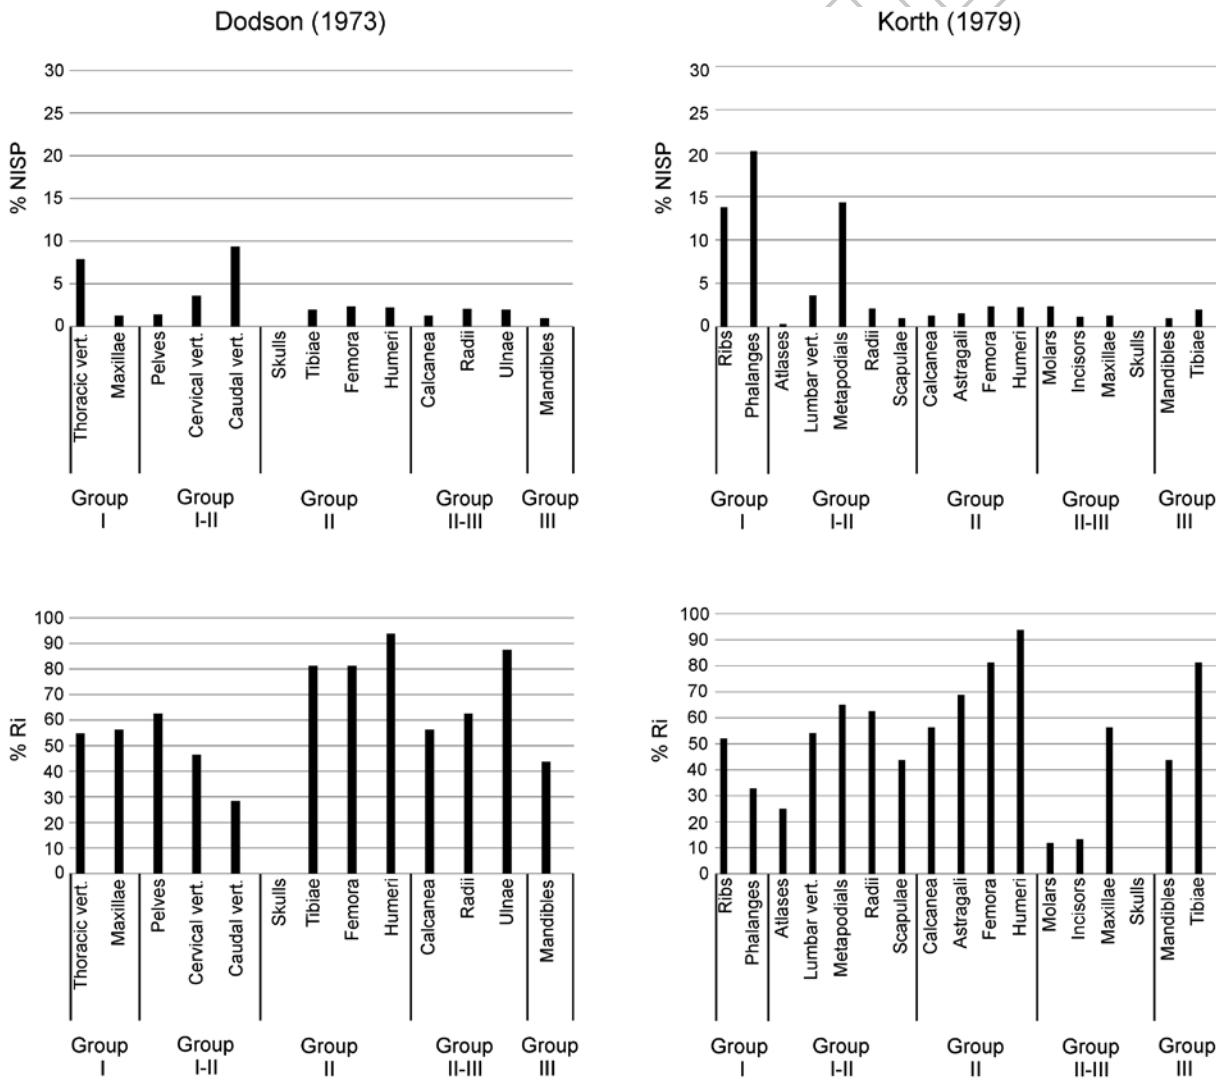 Dodson (1973)
% NISP
30
25
20
15
10
5
0
Thoracic vert.
Maxillae
Pelves
Cervical vert.
Caudal vert.
Skulls
Tibiae
Femora
Humeri
Calcanea
Radii
Ulnae
Mandibles
Group I
Group I-II
Group II
Group II-III
Group III
Korth (1979)
% NISP
30
25
20
15
10
5
0
Ribs
Phalanges
Atlases
Lumbar vert.
Metapodials
Radii
Scapulae
Calcanea
Astragali
Femora
Humeri
Molars
Incisors
Maxillae
Skulls
Mandibles
Tibiae
Group I
Group I-II
Group II
Group II-III
Group III
% Ri
100
90
80
70
60
50
40
30
20
10
0
Thoracic vert.
Maxillae
Pelves
Cervical vert.
Caudal vert.
Skulls
Tibiae
Femora
Humeri
Calcanea
Radii
Ulnae
Mandibles
Group I
Group I-II
Group II
Group II-III
Group III
% Ri
100
90
80
70
60
50
40
30
20
10
0
Ribs
Phalanges
Atlases
Lumbar vert.
Metapodials
Radii
Scapulae
Calcanea
Astragali
Femora
Humeri
Molars
Incisors
Maxillae
Skulls
Mandibles
Tibiae
Group I
Group I-II
Group II
Group II-III
Group III